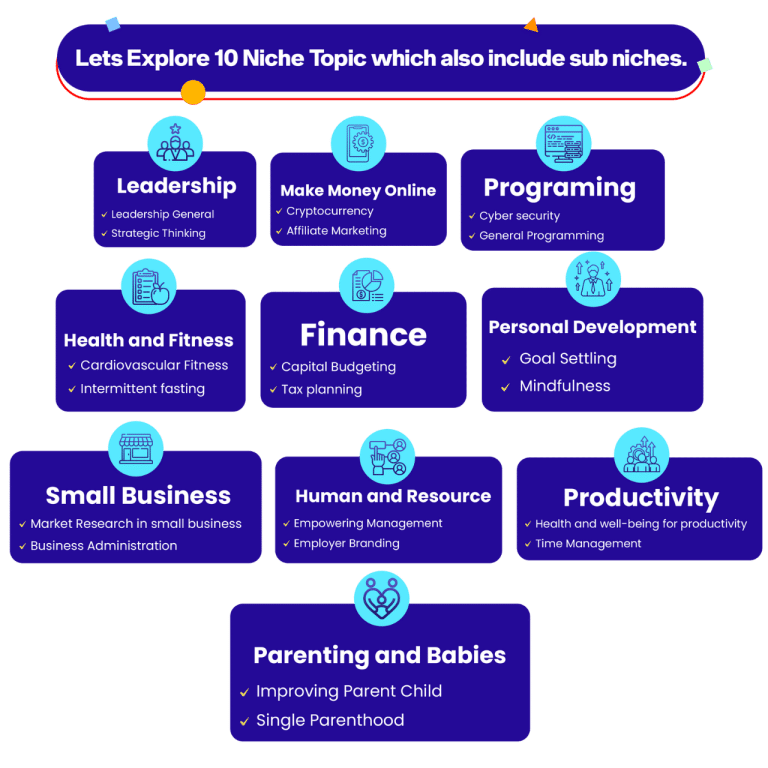 Lets Explore 10 Niche Topic which also include sub niches.
Leadership
Leadership General
Strategic Thinking
Make Money Online
Cryptocurrency
Affiliate Marketing
Programing
Cyber security
General Programming
Health and Fitness
Cardiovascular Fitness
Intermittent fasting
Finance
Capital Budgeting
Tax planning
Personal Development
Goal Settling
Mindfulness
Small Business
Market Research in small business
Business Administration
Human and Resource
Empowering Management
Employer Branding
Productivity
Health and well-being for productivity
Time Management
Parenting and Babies
Improving Parent Child
Single Parenthood